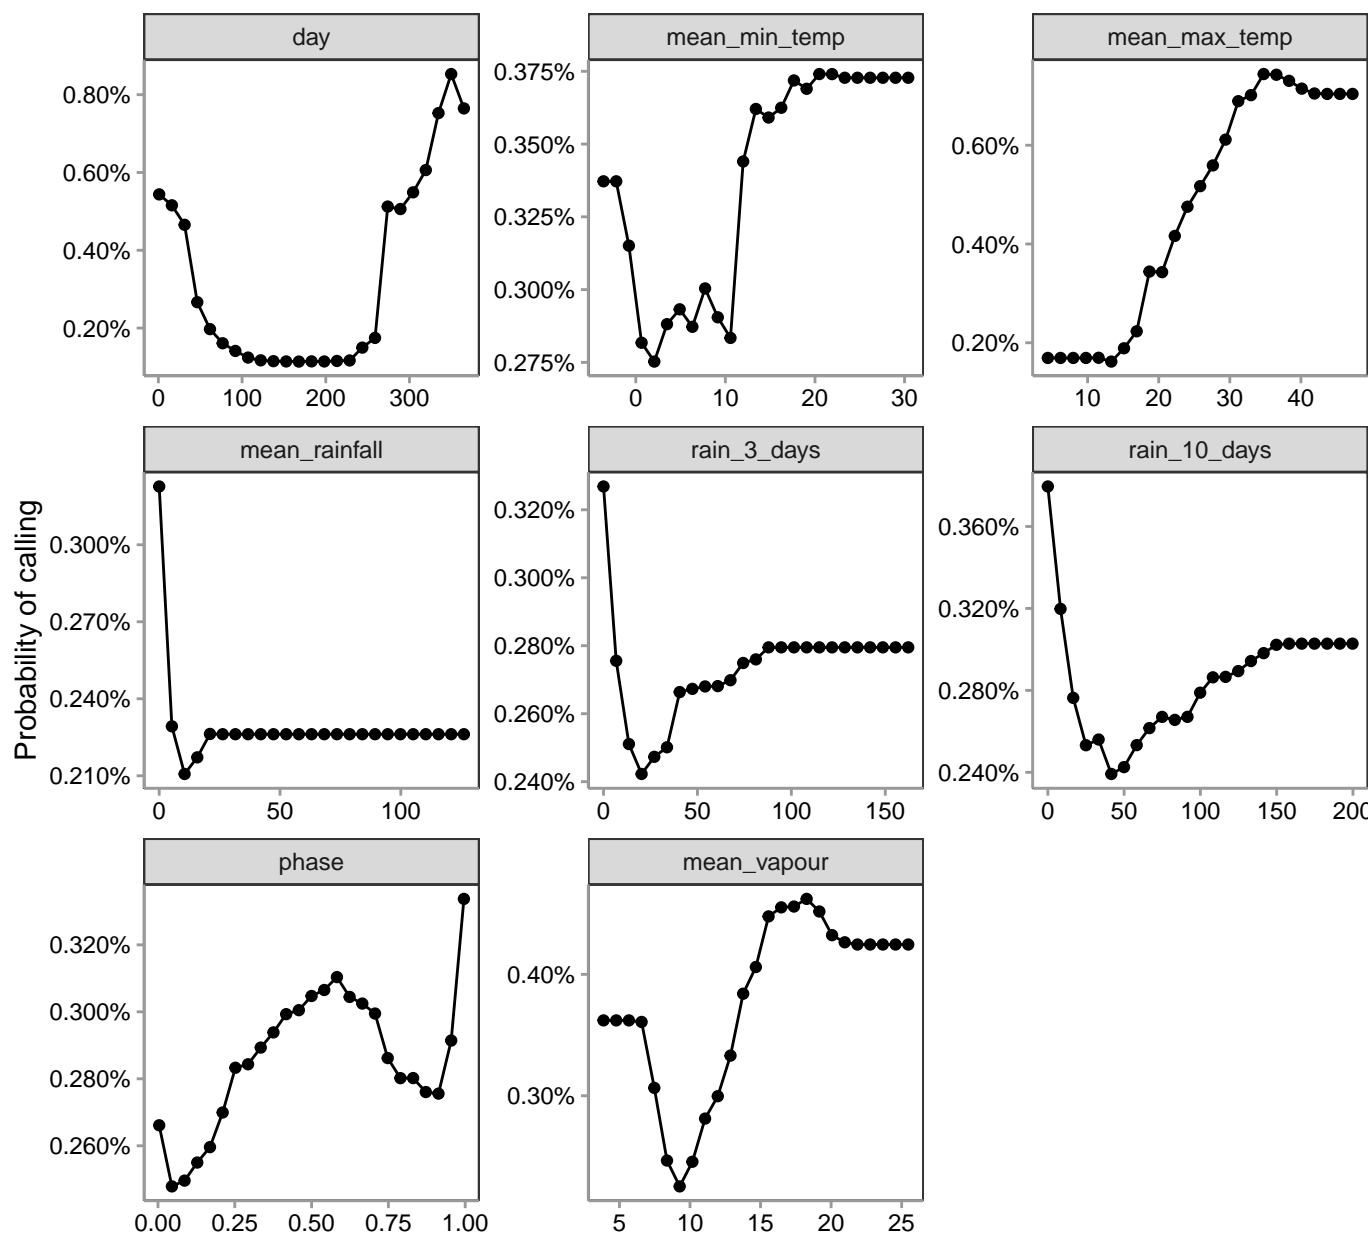 day
mean_min_temp
mean_max_temp
0.80%
0.60%
0.40%
0.20%
0 100 200 300
0.375%
0.350%
0.325%
0.300%
0.275%
0 10 20 30
0.60%
0.40%
0.20%
10 20 30 40
Probability of calling
mean_rainfall
rain_3_days
rain_10_days
0.300%
0.270%
0.240%
0.210%
0 50 100
0.320%
0.300%
0.280%
0.260%
0.240%
0 50 100 150
0.360%
0.320%
0.280%
0.240%
0 50 100 150 200
phase
mean_vapour
0.320%
0.300%
0.280%
0.260%
0.00 0.25 0.50 0.75 1.00
0.40%
0.30%
5 10 15 20 25